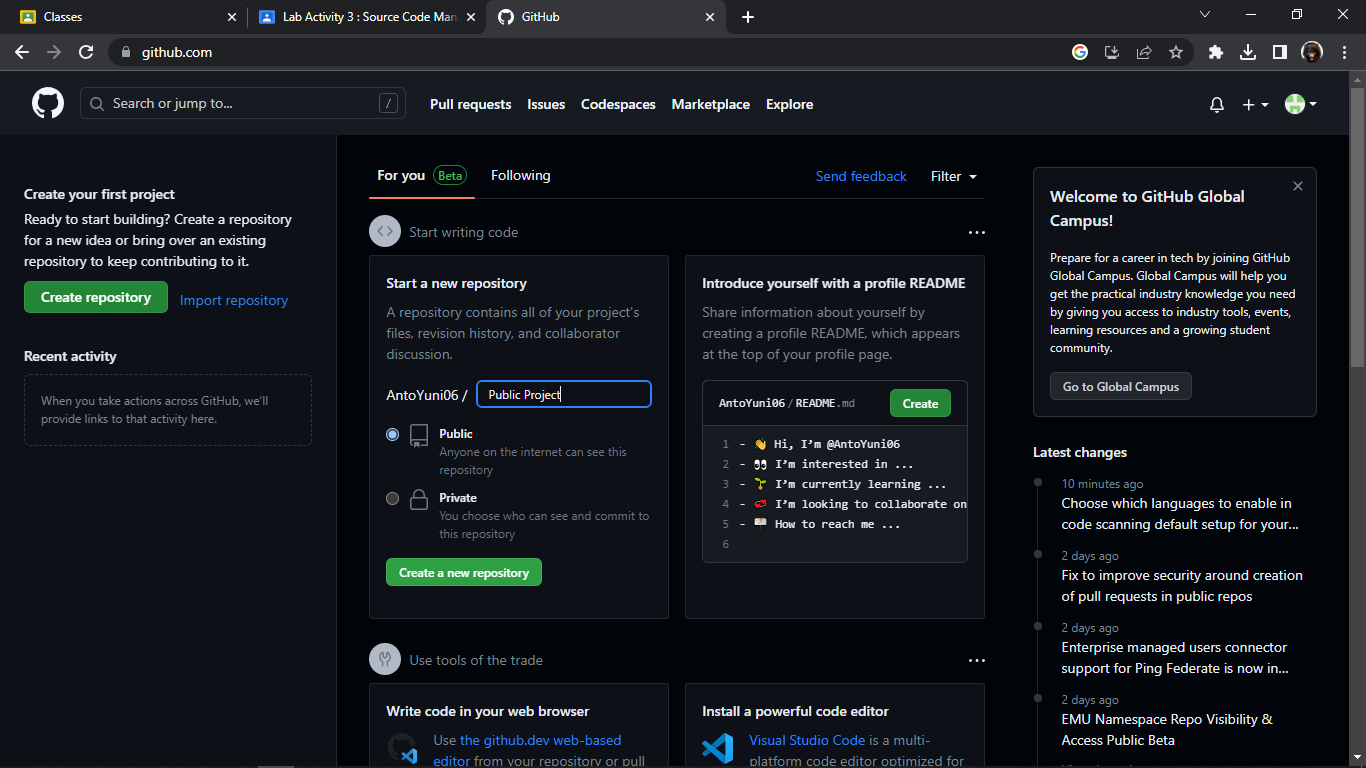 Classes
Lab Activity 3 : Source Code Man
GitHub
github.com
Search or jump to...
/
Pull requests
Issues
Codespaces
Marketplace
Explore
Create your first project
Ready to start building? Create a repository
for a new idea or bring over an existing
repository to keep contributing to it.
Create repository
Import repository
Recent activity
When you take actions across GitHub, we'll
provide links to that activity here.
For you
Beta
Following
Send feedback
Filter
Start writing code
Start a new repository
A repository contains all of your project's
files, revision history, and collaborator
discussion.
AntoYuni06 /
Public Project
Public
Anyone on the internet can see this
repository
Private
You choose who can see and commit to
this repository
Create a new repository
Introduce yourself with a profile README
Share information about yourself by
creating a profile README, which appears
at the top of your profile page.
AntoYuni06 / README.md
Create
1 - 👋 Hi, I'm @AntoYuni06
2 - 👀 I'm interested in ...
3 - 🌱 I'm currently learning ...
4 - 💞️ I'm looking to collaborate on
5 - 📫 How to reach me ...
6
Use tools of the trade
Write code in your web browser
Use the github.dev web-based
editor from your repository or pull
Install a powerful code editor
Visual Studio Code is a multi-
platform code editor optimized for
Welcome to GitHub Global
Campus!
Prepare for a career in tech by joining GitHub
Global Campus. Global Campus will help you
get the practical industry knowledge you need
by giving you access to industry tools, events,
learning resources and a growing student
community.
Go to Global Campus
Latest changes
10 minutes ago
Choose which languages to enable in
code scanning default setup for your...
2 days ago
Fix to improve security around creation
of pull requests in public repos
2 days ago
Enterprise managed users connector
support for Ping Federate is now in...
2 days ago
EMU Namespace Repo Visibility &
Access Public Beta